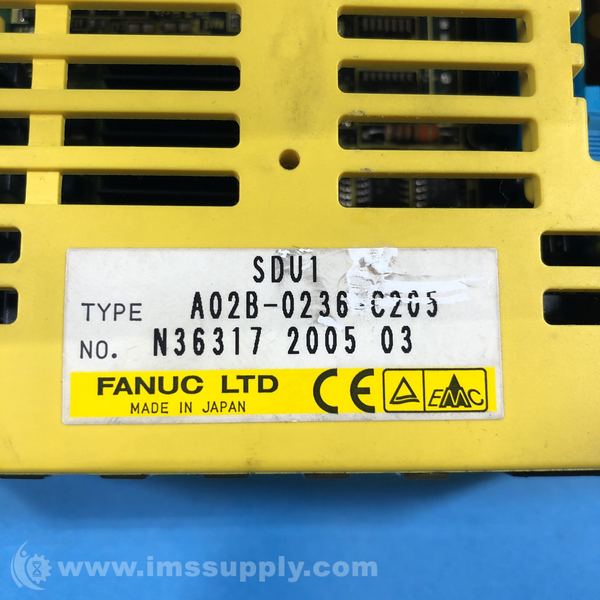 SDU1
TYPE A02B-0236-C205
NO. N36317 2005 03
FANUC LTD CE EMC
MADE IN JAPAN
www.imssupply.com